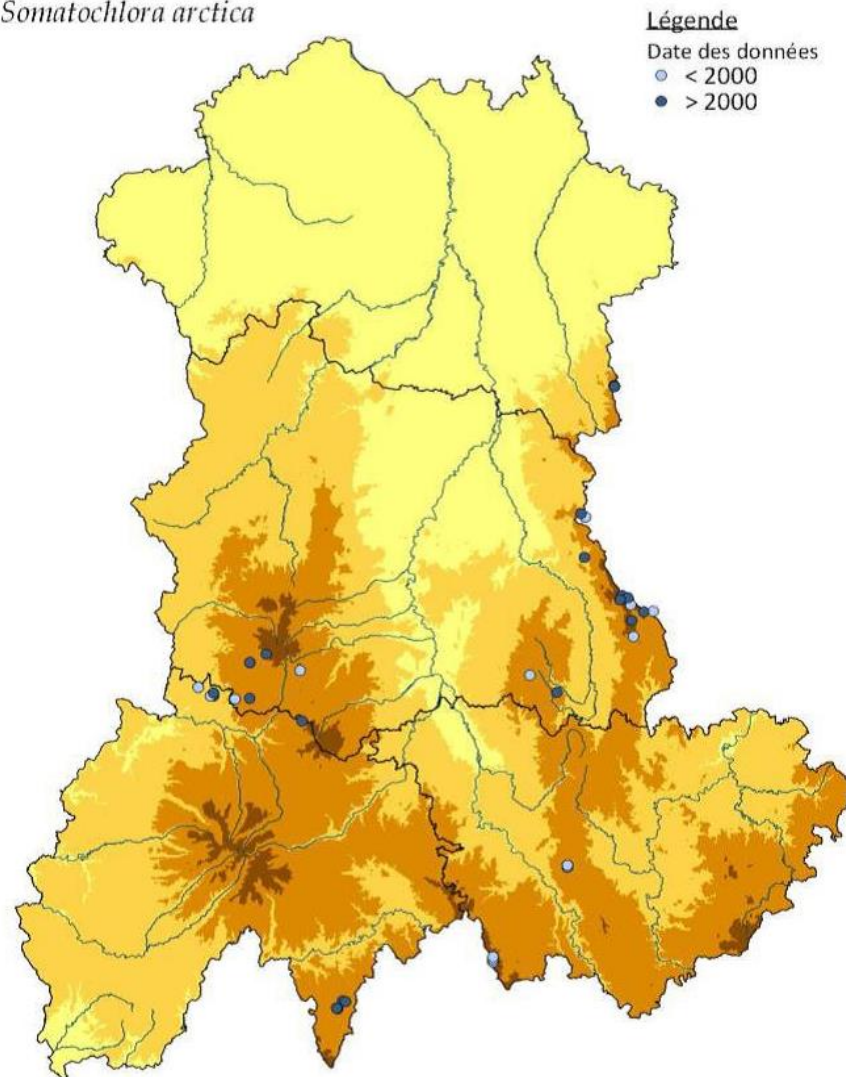 Somatochlora arctica
Légende
Date des données
< 2000
> 2000